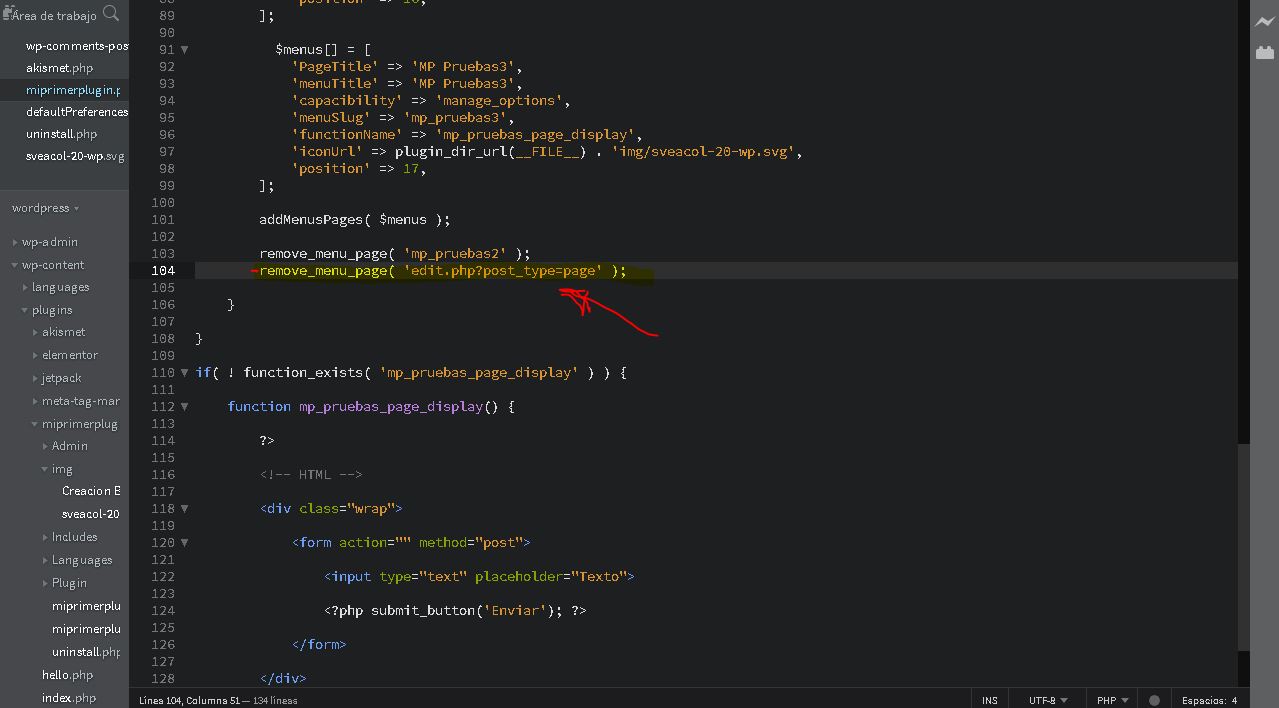 Área de trabajo
wp-comments-pos
akismet.php
miprimerplugin.p
defaultPreferences
uninstall.php
sveacol-20-wp.svg
wordpress
wp-admin
wp-content
languages
plugins
akismet
elementor
jetpack
meta-tag-mar
miprimerplug
Admin
img
Creacion B
sveacol-20
Includes
Languages
Plugin
miprimerplu
miprimerplu
uninstall.php
hello.php
index.php
89 ];
90
91 $menus[] = [
92 'PageTitle' => 'MP Pruebas3',
93 'menuTitle' => 'MP Pruebas3',
94 'capacibility' => 'manage_options',
95 'menuSlug' => 'mp_pruebas3',
96 'functionName' => 'mp_pruebas_page_display',
97 'iconUrl' => plugin_dir_url(__FILE__) . 'img/sveacol-20-wp.svg',
98 'position' => 17,
99 ];
100
101 addMenusPages( $menus );
102
103 remove_menu_page( 'mp_pruebas2' );
104 remove_menu_page( 'edit.php?post_type=page' );
105
106 }
107
108 }
109
110 if( ! function_exists( 'mp_pruebas_page_display' ) ) {
111
112 function mp_pruebas_page_display() {
113
114 ?>
115
116 <!-- HTML -->
117
118 <div class="wrap">
119
120 <form action="" method="post">
121
122 <input type="text" placeholder="Texto">
123
124 <?php submit_button('Enviar'); ?>
125
126 </form>
127
128 </div>
Línea 104, Columna 51 — 134 líneas INS UTF-8 PHP Espacios: 4